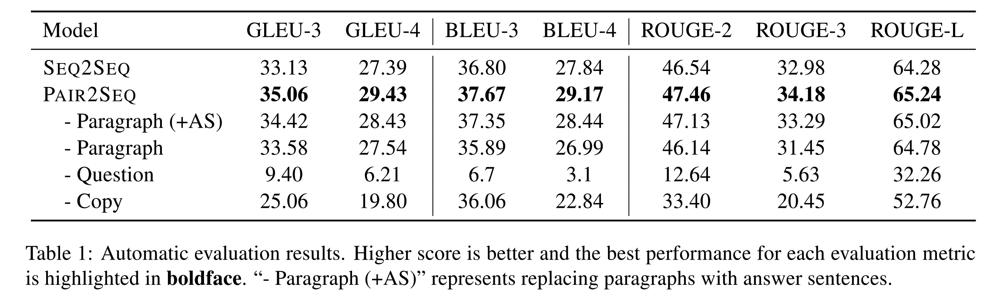 Model GLEU-3 GLEU-4 BLEU-3 BLEU-4 ROUGE-2 ROUGE-3 ROUGE-L
SEQ2SEQ 33.13 27.39 36.80 27.84 46.54 32.98 64.28
PAIR2SEQ 35.06 29.43 37.67 29.17 47.46 34.18 65.24
- Paragraph (+AS) 34.42 28.43 37.35 28.44 47.13 33.29 65.02
- Paragraph 33.58 27.54 35.89 26.99 46.14 31.45 64.78
- Question 9.40 6.21 6.7 3.1 12.64 5.63 32.26
- Copy 25.06 19.80 36.06 22.84 33.40 20.45 52.76
Table 1: Automatic evaluation results. Higher score is better and the best performance for each evaluation metric
is highlighted in boldface. “- Paragraph (+AS)” represents replacing paragraphs with answer sentences.